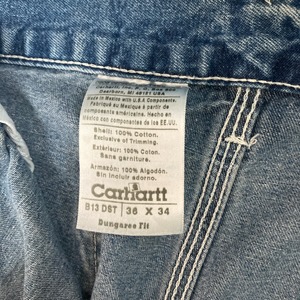 Dearborn, MI 48121 USA
Made in Mexico with U.S.A Components.
Fabriqué au Mexique à partir de
composants américains. Hecho en
México con componentes de los EE.UU.
Shell: 100% Cotton.
Exclusive of Trimming.
Extérieur: 100% Coton.
Sans garniture.
Armazón: 100% Algodón.
Sin incluir adorno.
Carhartt
B13 DST | 36 X 34
Dungaree Fit